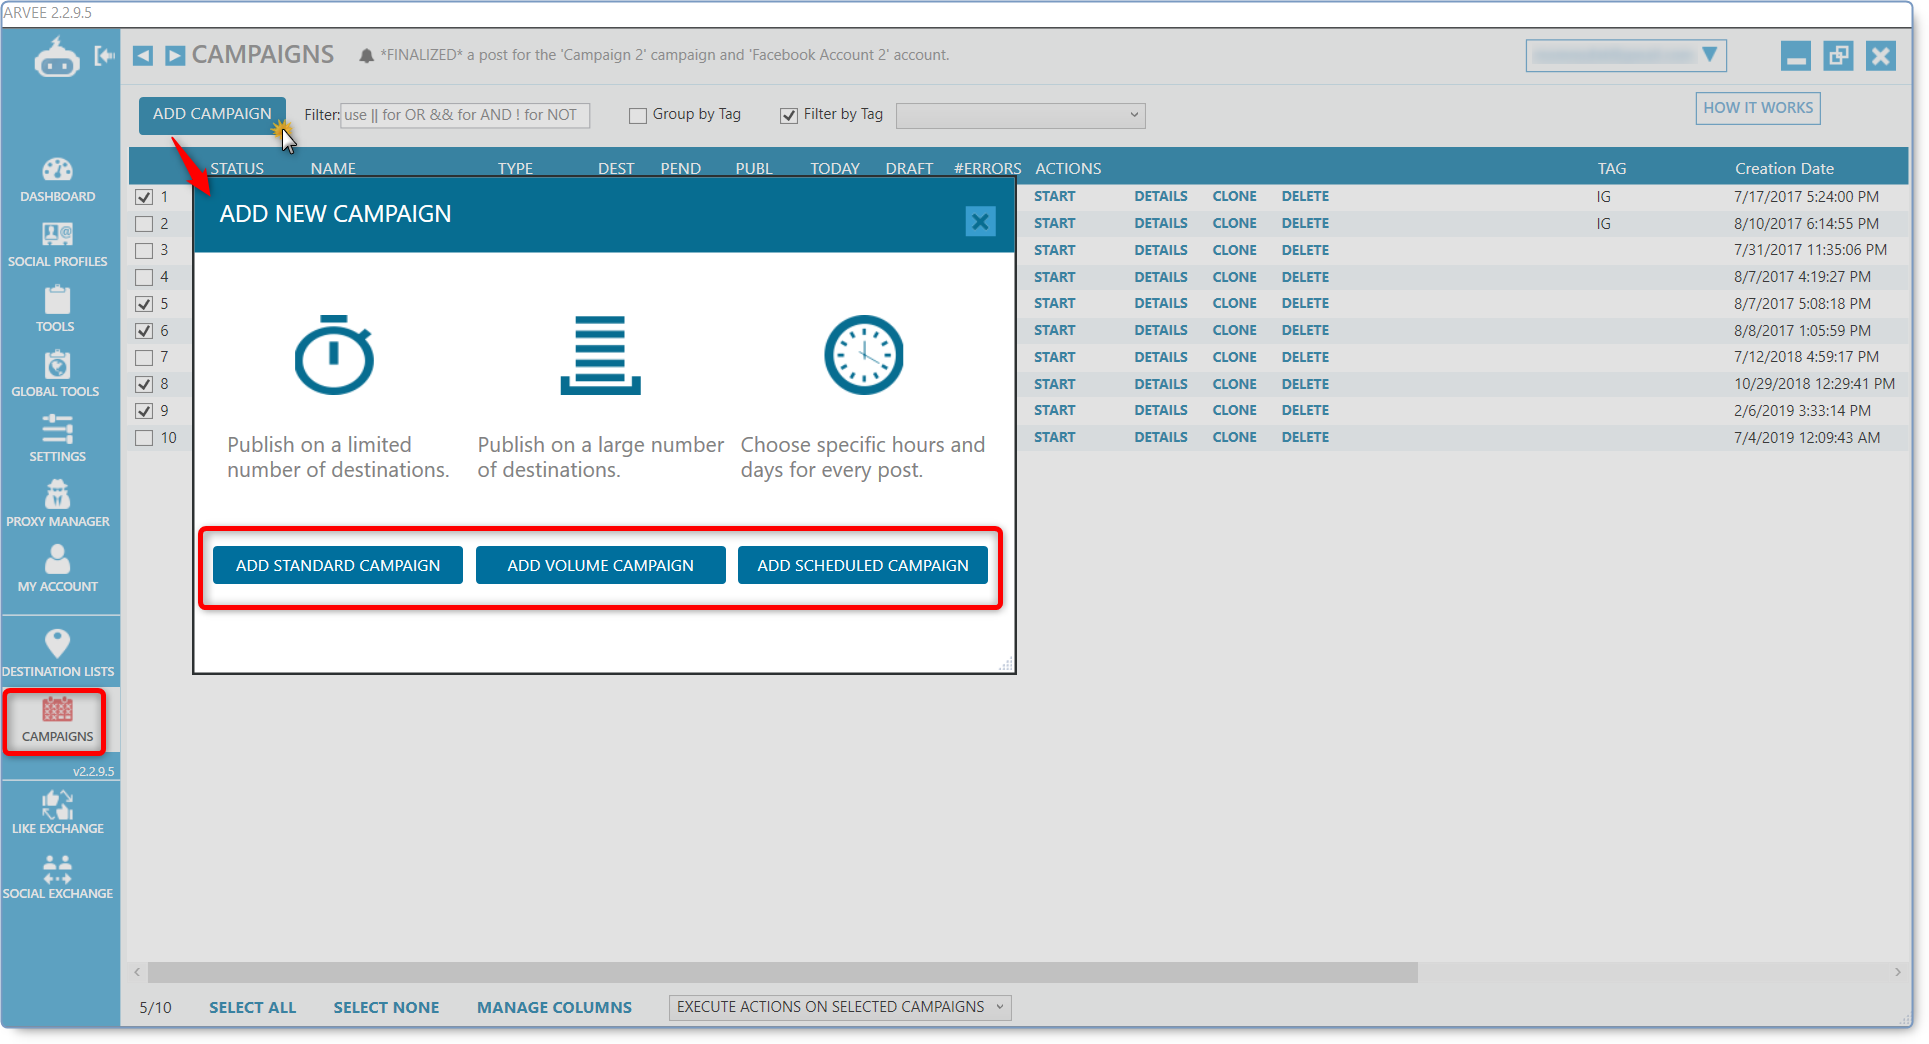 ARVEE 2.2.9.5
CAMPAIGNS
*FINALIZED* a post for the 'Campaign 2' campaign and 'Facebook Account 2' account.
ADD CAMPAIGN
Filter: use || for OR && for AND ! for NOT
Group by Tag
Filter by Tag
HOW IT WORKS
STATUS NAME TYPE DEST PEND PUBL TODAY DRAFT #ERRORS ACTIONS TAG Creation Date
1 START DETAILS CLONE DELETE IG 7/17/2017 5:24:00 PM
2 START DETAILS CLONE DELETE IG 8/10/2017 6:14:55 PM
3 START DETAILS CLONE DELETE 7/31/2017 11:35:06 PM
4 START DETAILS CLONE DELETE 8/7/2017 4:19:27 PM
5 START DETAILS CLONE DELETE 8/7/2017 5:08:18 PM
6 START DETAILS CLONE DELETE 8/8/2017 1:05:59 PM
7 START DETAILS CLONE DELETE 7/12/2018 4:59:17 PM
8 START DETAILS CLONE DELETE 10/29/2018 12:29:41 PM
9 START DETAILS CLONE DELETE 2/6/2019 3:33:14 PM
10 START DETAILS CLONE DELETE 7/4/2019 12:09:43 AM
ADD NEW CAMPAIGN
Publish on a limited
number of destinations.
Publish on a large number
of destinations.
Choose specific hours and
days for every post.
ADD STANDARD CAMPAIGN
ADD VOLUME CAMPAIGN
ADD SCHEDULED CAMPAIGN
DASHBOARD
SOCIAL PROFILES
TOOLS
GLOBAL TOOLS
SETTINGS
PROXY MANAGER
MY ACCOUNT
DESTINATION LISTS
CAMPAIGNS
v2.2.9.5
LIKE EXCHANGE
SOCIAL EXCHANGE
5/10 SELECT ALL SELECT NONE MANAGE COLUMNS EXECUTE ACTIONS ON SELECTED CAMPAIGNS